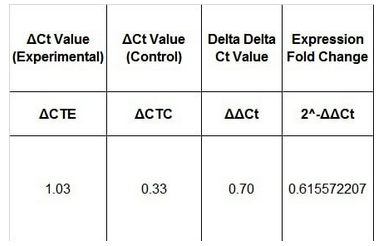 ΔCt Value (Experimental) ΔCt Value (Control) Delta Delta Ct Value Expression Fold Change
ΔCTE ΔCTC ΔΔCt 2^-ΔΔCt
1.03 0.33 0.70 0.615572207